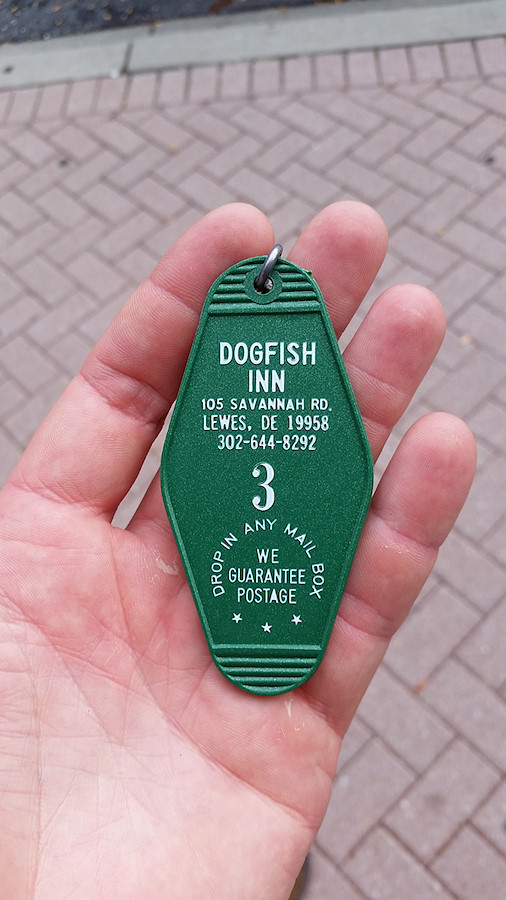 DOGFISH
INN
105 SAVANNAH RD.
LEWES, DE 19958
302-644-8292
3
DROP IN ANY MAIL BOX
WE
GUARANTEE
POSTAGE